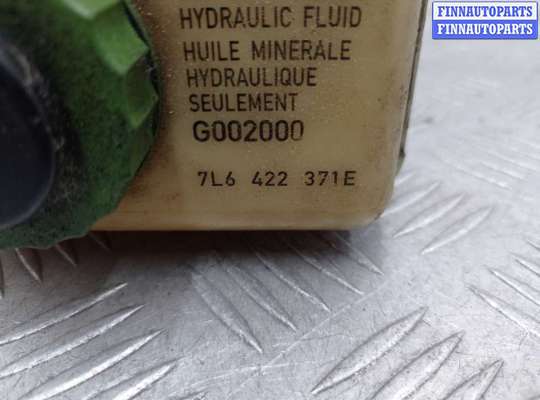 FINNAUTOPARTS
FINNAUTOPARTS
HYDRAULIC FLUID
HUILE MINERALE
HYDRAULIQUE
SEULEMENT
G002000
7L6 422 371E